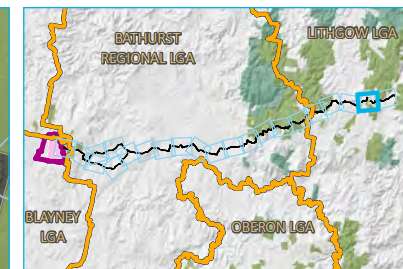 BATHURST
REGIONAL LGA
LITHGOW LGA
BLAYNEY
LGA
OBERON LGA